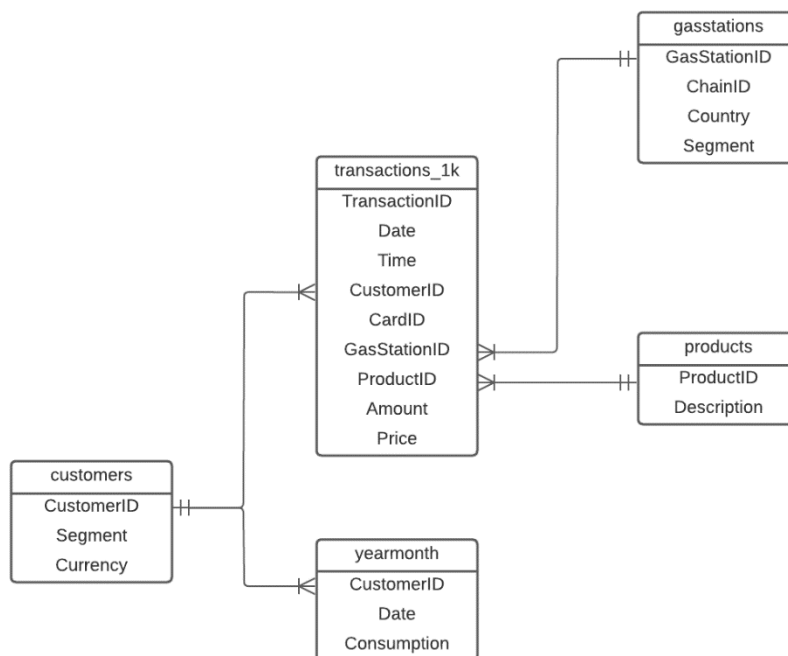 gasstations
GasStationID
ChainID
Country
Segment
transactions_1k
TransactionID
Date
Time
CustomerID
CardID
GasStationID
ProductID
Amount
Price
products
ProductID
Description
customers
CustomerID
Segment
Currency
yearmonth
CustomerID
Date
Consumption